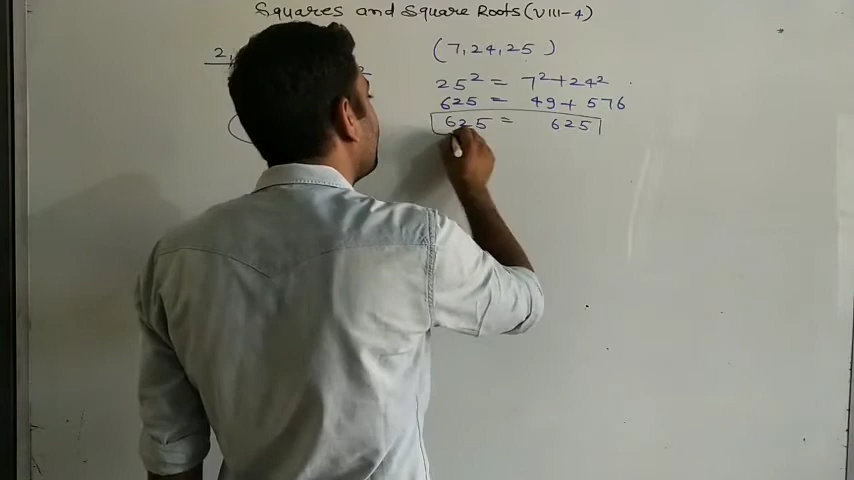 Squares and Square Roots (VIII-4)
(7,24,25)
25² = 7²+24²
625 = 49+ 576
625 = 625